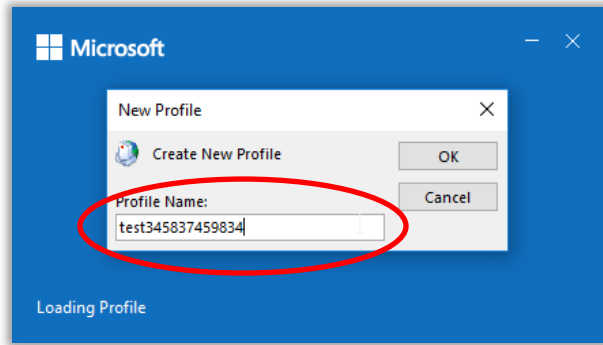 Microsoft
New Profile
Create New Profile
OK
Profile Name:
Cancel
test345837459834
Loading Profile